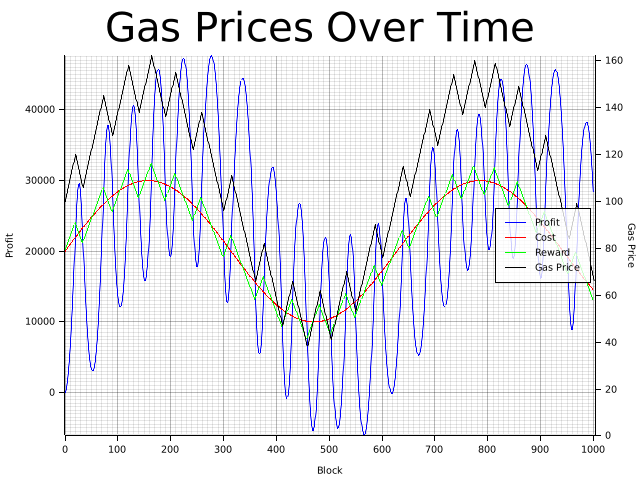 Gas Prices Over Time
160
140
120
100
80
60
40
20
0
40000
30000
20000
10000
0
Profit
Gas Price
Profit
Cost
Reward
Gas Price
0 100 200 300 400 500 600 700 800 900 1000
Block